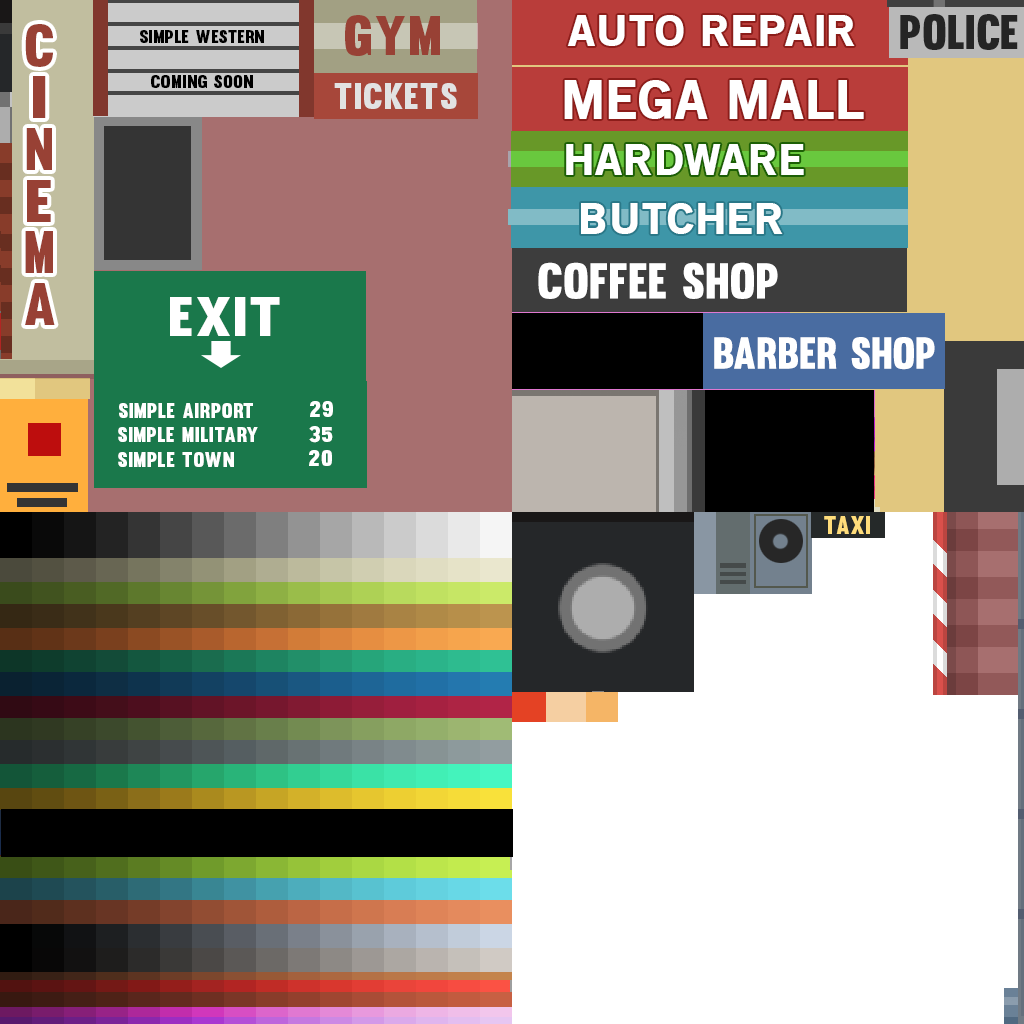 CINEMA
SIMPLE WESTERN
COMING SOON
GYM
TICKETS
EXIT
SIMPLE AIRPORT 29
SIMPLE MILITARY 35
SIMPLE TOWN 20
AUTO REPAIR
POLICE
MEGA MALL
HARDWARE
BUTCHER
COFFEE SHOP
BARBER SHOP
TAXI